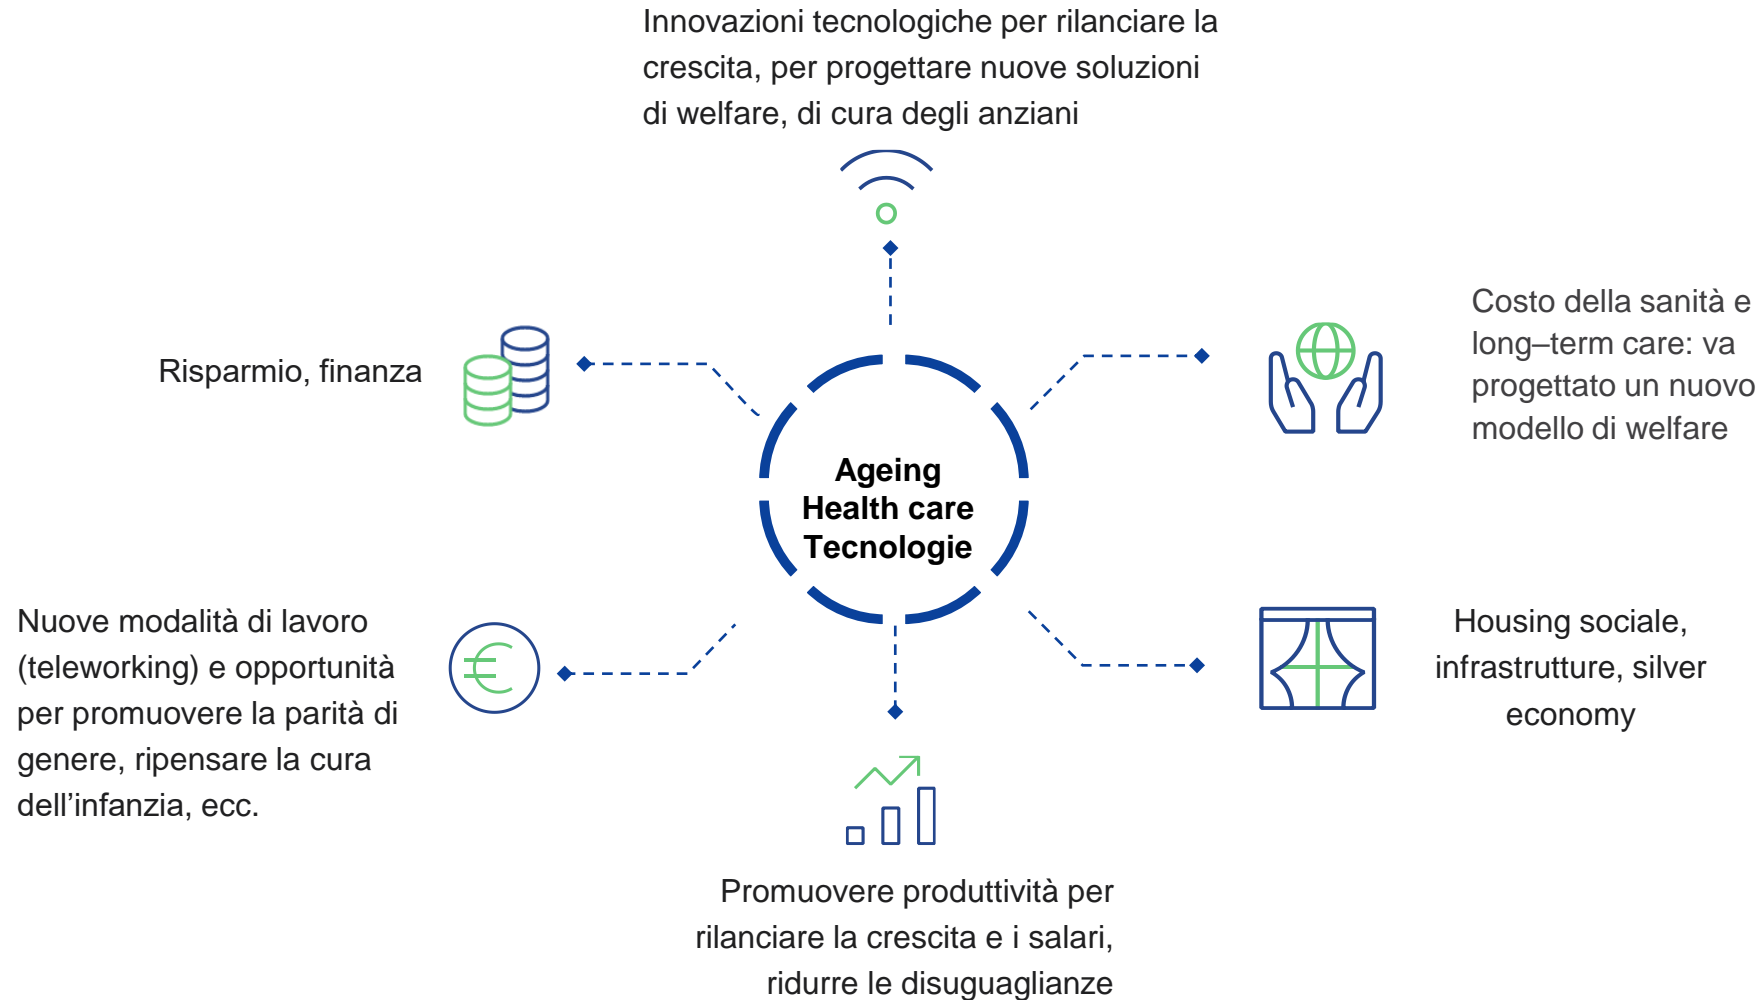 Innovazioni tecnologiche per rilanciare la
crescita, per progettare nuove soluzioni
di welfare, di cura degli anziani
Risparmio, finanza
Costo della sanità e
long–term care: va
progettato un nuovo
modello di welfare
Ageing
Health care
Tecnologie
Nuove modalità di lavoro
(teleworking) e opportunità
per promuovere la parità di
genere, ripensare la cura
dell’infanzia, ecc.
Housing sociale,
infrastrutture, silver
economy
Promuovere produttività per
rilanciare la crescita e i salari,
ridurre le disuguaglianze